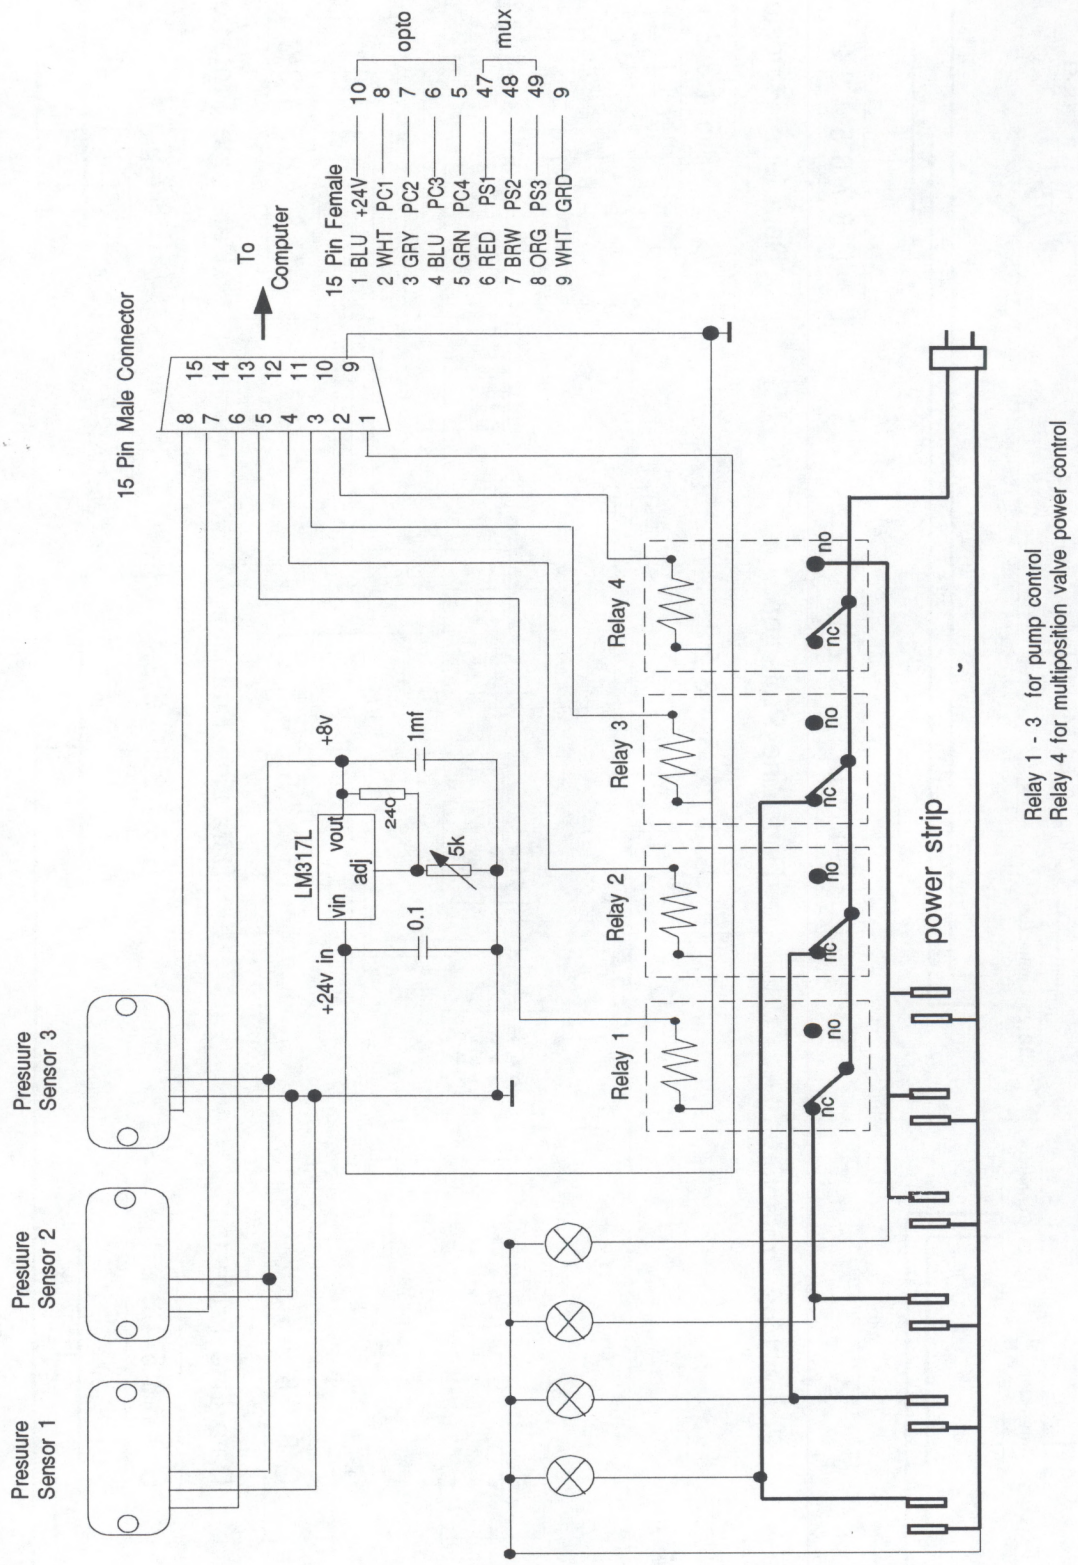 Presuure
Sensor 1
Presuure
Sensor 2
Presuure
Sensor 3
15 Pin Male Connector
8
7
6
5
4
3
2
1
15
14
13
12
11
10
9
To
Computer
15 Pin Female
1 BLU +24V 10
2 WHT PC1 8
3 GRY PC2 7
4 BLU PC3 6
5 GRN PC4 5
6 RED PS1 47
7 BRW PS2 48
8 ORG PS3 49
9 WHT GRD 9
opto
mux
+24v in
LM317L
vin
vout
adj
+8v
0.1
240
5k
1mf
Relay 1
Relay 2
Relay 3
Relay 4
nc
no
nc
no
nc
no
nc
no
power strip
Relay 1 - 3 for pump control
Relay 4 for multiposition valve power control